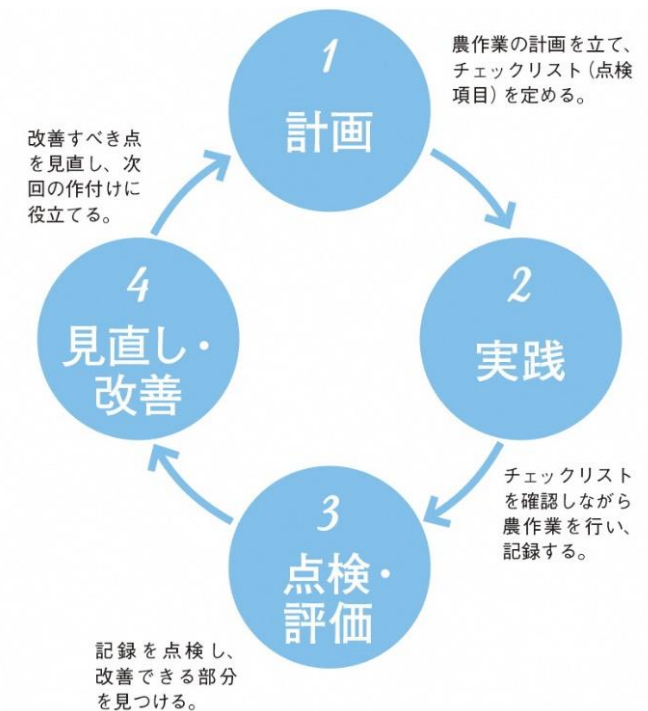 1
計画
農作業の計画を立て、
チェックリスト（点検
項目）を定める。
2
実践
チェックリスト
を確認しながら
農作業を行い、
記録する。
3
点検・
評価
記録を点検し、
改善できる部分
を見つける。
4
見直し・
改善
改善すべき点
を見直し、次
回の作付けに
役立てる。